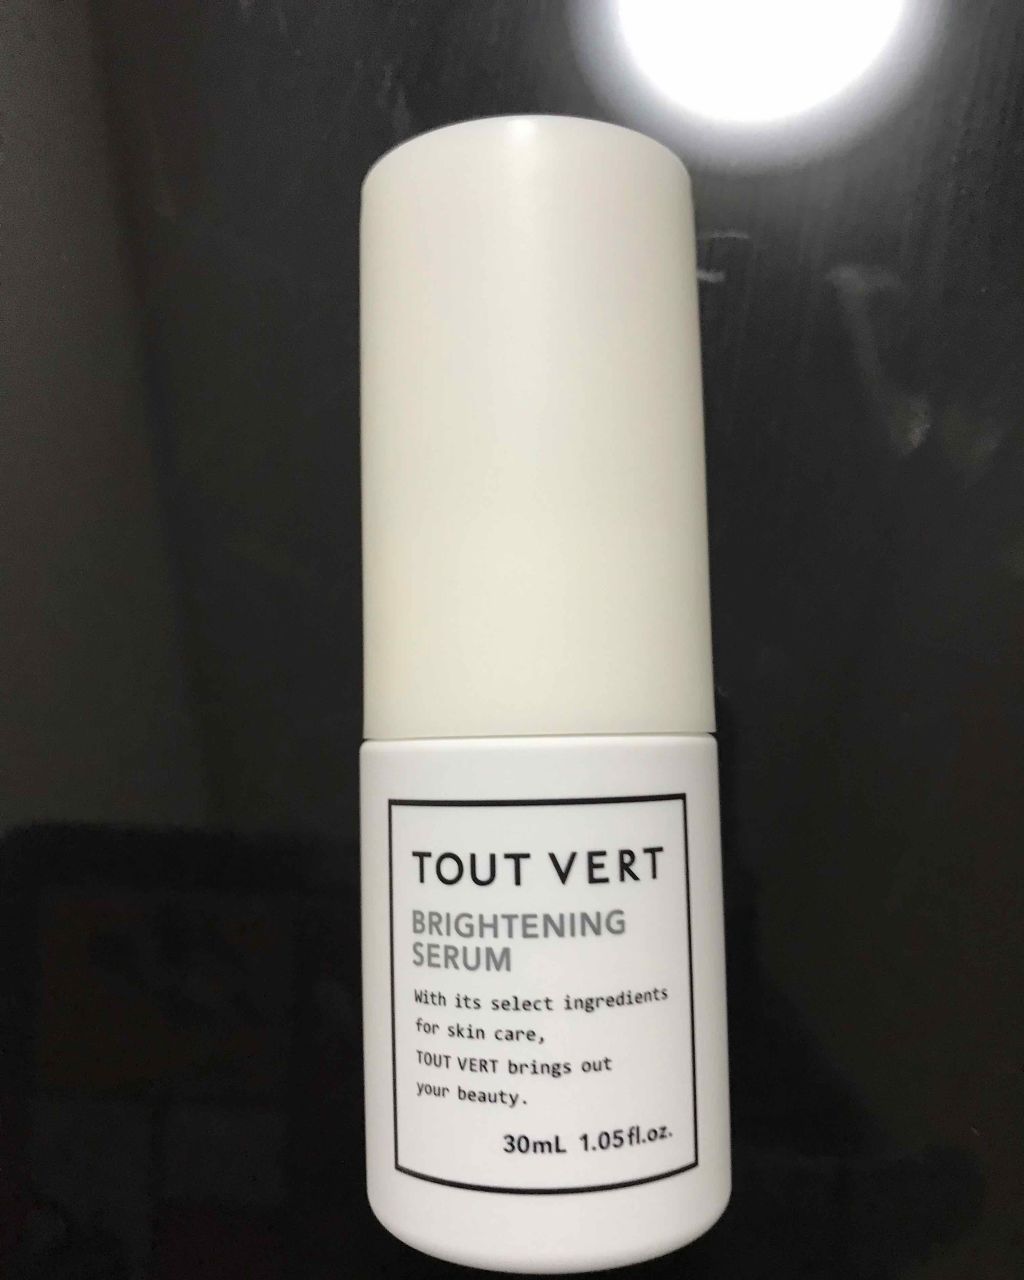 TOUT VERT
BRIGHTENING
SERUM
With its select ingredients
for skin care,
TOUT VERT brings out
your beauty.
30mL 1.05fl.oz.